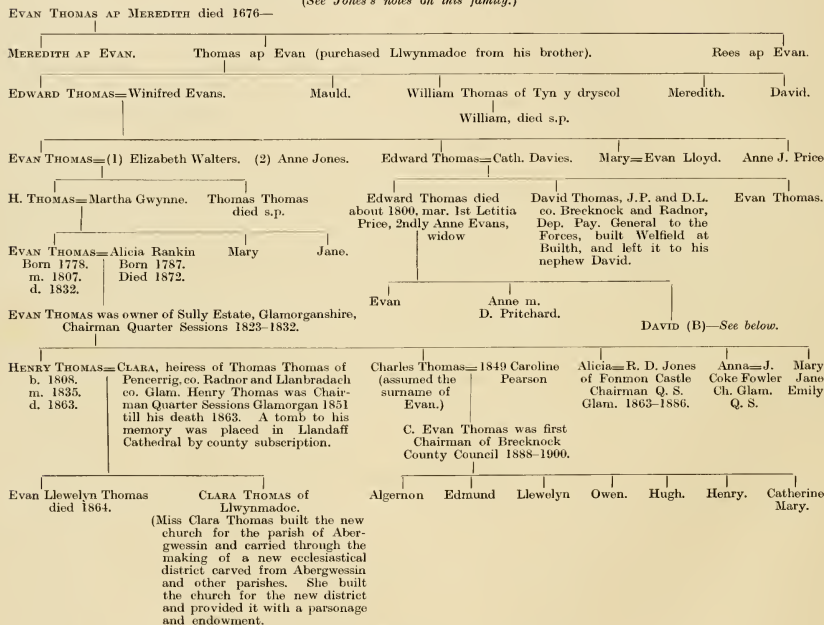 (See Jones's notes on this family.)
EVAN THOMAS AP MEREDITH died 1676—
MEREDITH AP EVAN. Thomas ap Evan (purchased Llwynmadoc from his brother). Rees ap Evan.
EDWARD THOMAS=Winifred Evans. Mauld. William Thomas of Tyn y dryscol Meredith. David.
William, died s.p.
EVAN THOMAS=(1) Elizabeth Walters. (2) Anne Jones. Edward Thomas=Cath. Davies. Mary=Evan Lloyd. Anne J. Price
H. THOMAS=Martha Gwynne. Thomas Thomas
died s.p.
Edward Thomas died
about 1800, mar. 1st Letitia
Price, 2ndly Anne Evans,
widow
David Thomas, J.P. and D.L.
co. Brecknock and Radnor,
Dep. Pay. General to the
Forces, built Welfield at
Builth, and left it to his
nephew David.
Evan Thomas.
EVAN THOMAS=Alicia Rankin Mary Jane.
Born 1778. Born 1787.
m. 1807. Died 1872.
d. 1832.
Evan Anne m.
D. Pritchard.
DAVID (B)—See below.
EVAN THOMAS was owner of Sully Estate, Glamorganshire,
Chairman Quarter Sessions 1823-1832.
HENRY THOMAS=CLARA, heiress of Thomas Thomas of
b. 1808. Pencerrig, co. Radnor and Llanbradach
m. 1835. co. Glam. Henry Thomas was Chair-
d. 1863. man Quarter Sessions Glamorgan 1851
till his death 1863. A tomb to his
memory was placed in Llandaff
Cathedral by county subscription.
Charles Thomas=1849 Caroline
(assumed the Pearson
surname of
Evan.)
C. Evan Thomas was first
Chairman of Brecknock
County Council 1888-1900.
Alicia=R. D. Jones
of Fonmon Castle
Chairman Q. S.
Glam. 1863-1886.
Anna=J.
Coke Fowler
Ch. Glam.
Q. S.
Mary
Jane
Emily
Evan Llewelyn Thomas
died 1864.
CLARA THOMAS of
Llwynmadoc.
(Miss Clara Thomas built the new
church for the parish of Aber-
gwessin and carried through the
making of a new ecclesiastical
district carved from Abergwessin
and other parishes. She built
the church for the new district
and provided it with a parsonage
and endowment.
Algernon Edmund Llewelyn Owen. Hugh. Henry. Catherine
Mary.